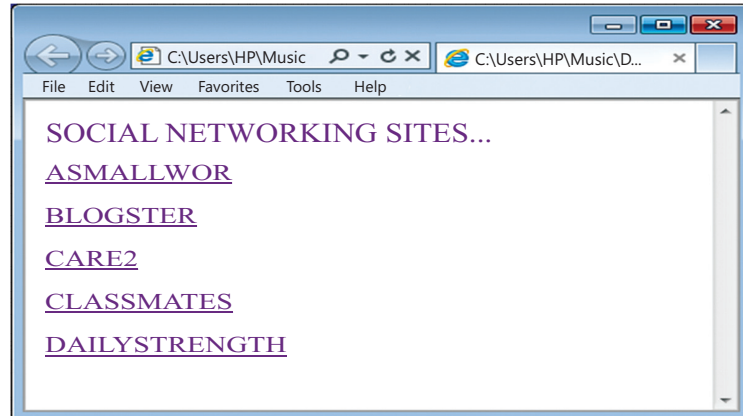 C:\Users\HP\Music
C:\Users\HP\Music\D...
File Edit View Favorites Tools Help
SOCIAL NETWORKING SITES...
ASMALLWOR
BLOGSTER
CARE2
CLASSMATES
DAILYSTRENGTH